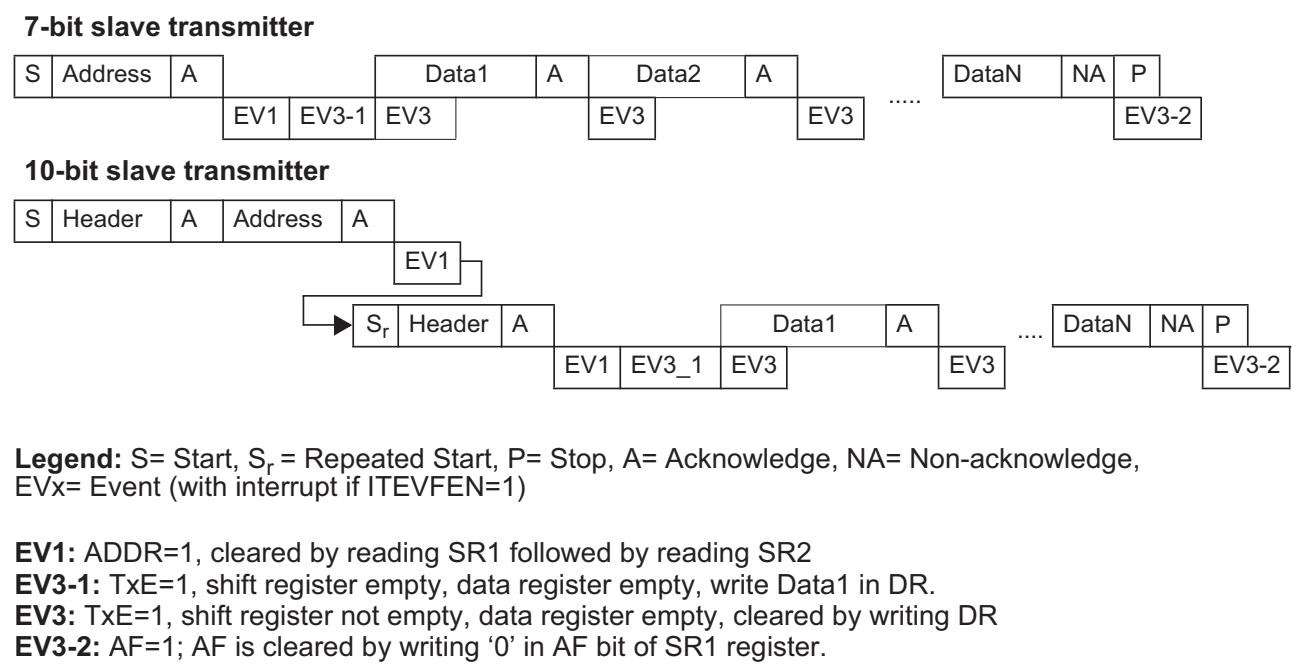 7-bit slave transmitter
S Address A Data1 A Data2 A ..... DataN NA P
EV1 EV3-1 EV3 EV3 EV3 EV3-2
10-bit slave transmitter
S Header A Address A
EV1
Sr Header A Data1 A .... DataN NA P
EV1 EV3_1 EV3 EV3 EV3-2
Legend: S= Start, Sr = Repeated Start, P= Stop, A= Acknowledge, NA= Non-acknowledge,
EVx= Event (with interrupt if ITEVFEN=1)
EV1: ADDR=1, cleared by reading SR1 followed by reading SR2
EV3-1: TxE=1, shift register empty, data register empty, write Data1 in DR.
EV3: TxE=1, shift register not empty, data register empty, cleared by writing DR
EV3-2: AF=1; AF is cleared by writing ‘0’ in AF bit of SR1 register.